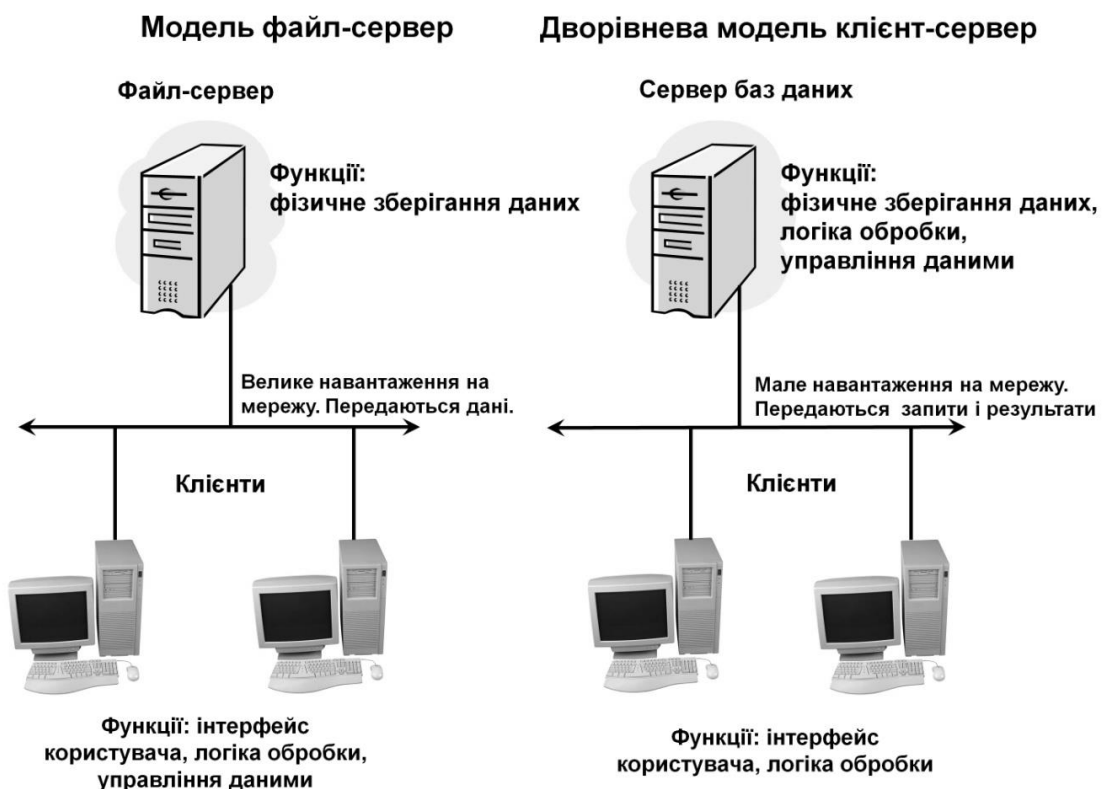 Модель файл-сервер
Файл-сервер
Функції:
фізичне зберігання даних
Велике навантаження на
мережу. Передаються дані.
Клієнти
Функції: інтерфейс
користувача, логіка обробки,
управління даними
Дворівнева модель клієнт-сервер
Сервер баз даних
Функції:
фізичне зберігання даних,
логіка обробки,
управління даними
Мале навантаження на мережу.
Передаються запити і результати
Клієнти
Функції: інтерфейс
користувача, логіка обробки